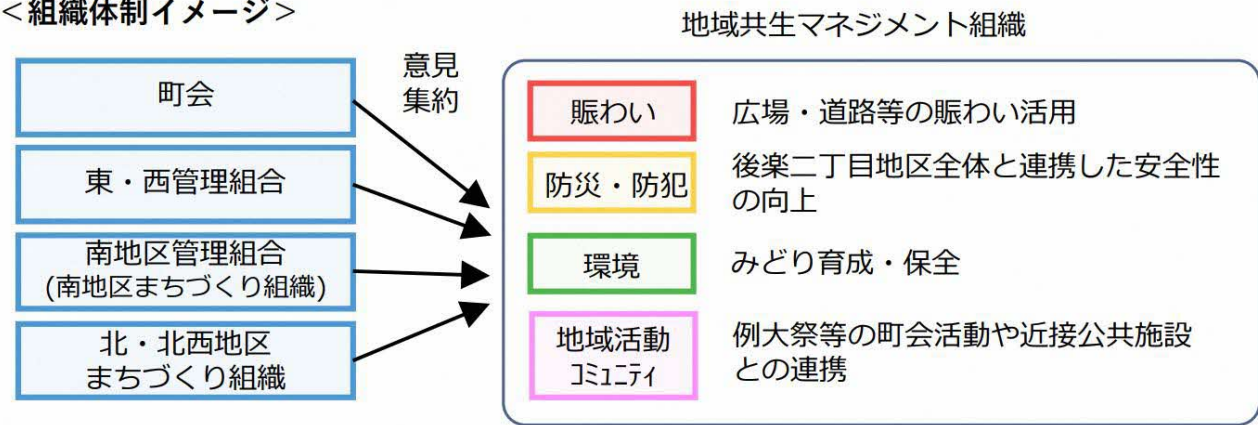 ＜組織体制イメージ＞
地域共生マネジメント組織
町会
東・西管理組合
南地区管理組合
(南地区まちづくり組織)
北・北西地区
まちづくり組織
意見
集約
賑わい
広場・道路等の賑わい活用
防災・防犯
後楽二丁目地区全体と連携した安全性
の向上
環境
みどり育成・保全
地域活動
ｺﾐｭﾆﾃｨ
例大祭等の町会活動や近接公共施設
との連携